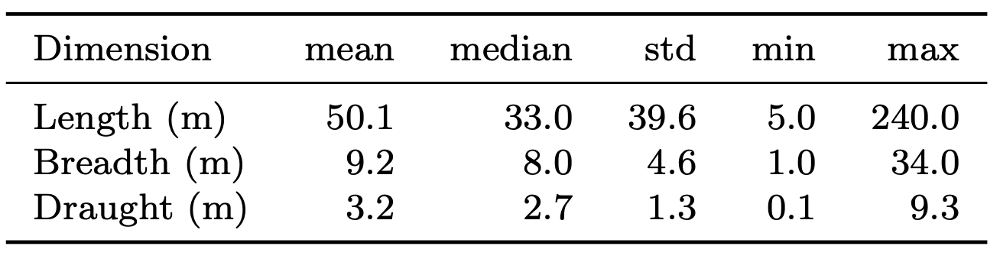 Dimension mean median std min max
Length (m) 50.1 33.0 39.6 5.0 240.0
Breadth (m) 9.2 8.0 4.6 1.0 34.0
Draught (m) 3.2 2.7 1.3 0.1 9.3